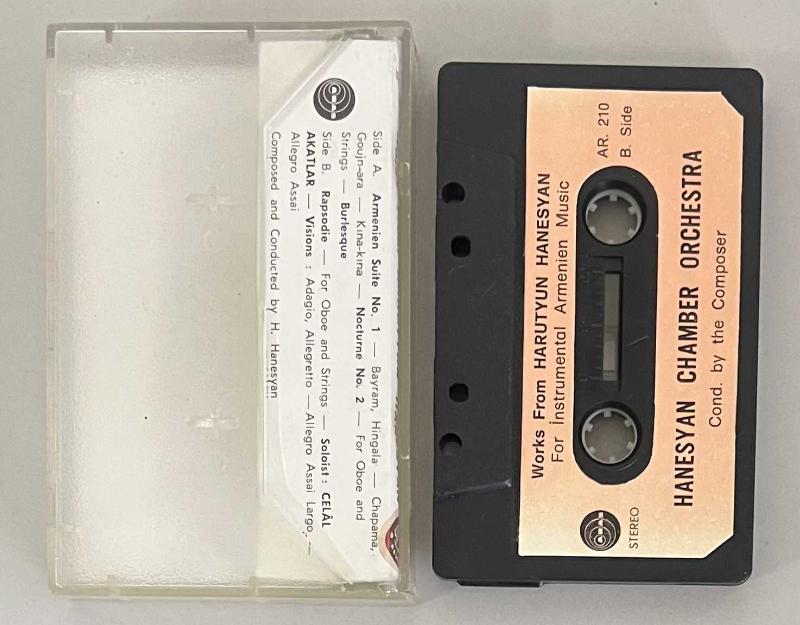 Side A. Armenien Suite No. 1 — Bayram, Hingala — Chapama,
Goujn-ara — Kına-kına — Nocturne No. 2 — For Oboe and
Strings — Burlesque
Side B. Rapsodie — For Oboe and Strings — Soloist : CELÂL
AKATLAR — Visions : Adagio, Allegretto — Allegro Assai Largo, —
Allegro Assai
Composed and Conducted by H. Hanesyan
AR. 210
B. Side
Works From HARUTYUN HANESYAN
For İnstrumental Armenien Music
HANESYAN CHAMBER ORCHESTRA
Cond. by the Composer
STEREO